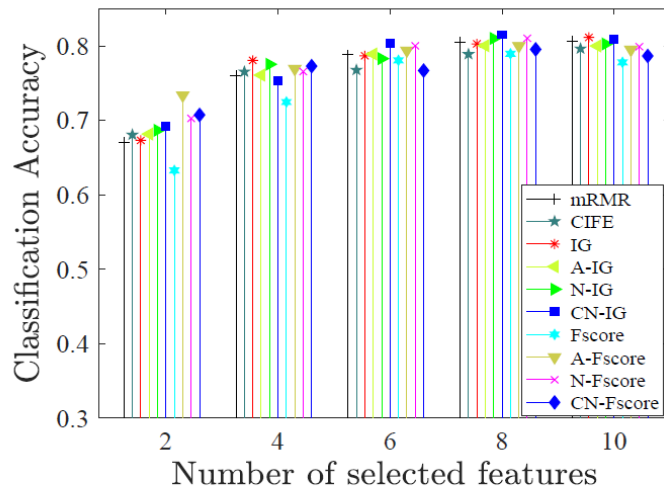 Classification Accuracy
0.8
0.7
0.6
0.5
0.4
0.3
2 4 6 8 10
Number of selected features
mRMR
CIFE
IG
A-IG
N-IG
CN-IG
Fscore
A-Fscore
N-Fscore
CN-Fscore